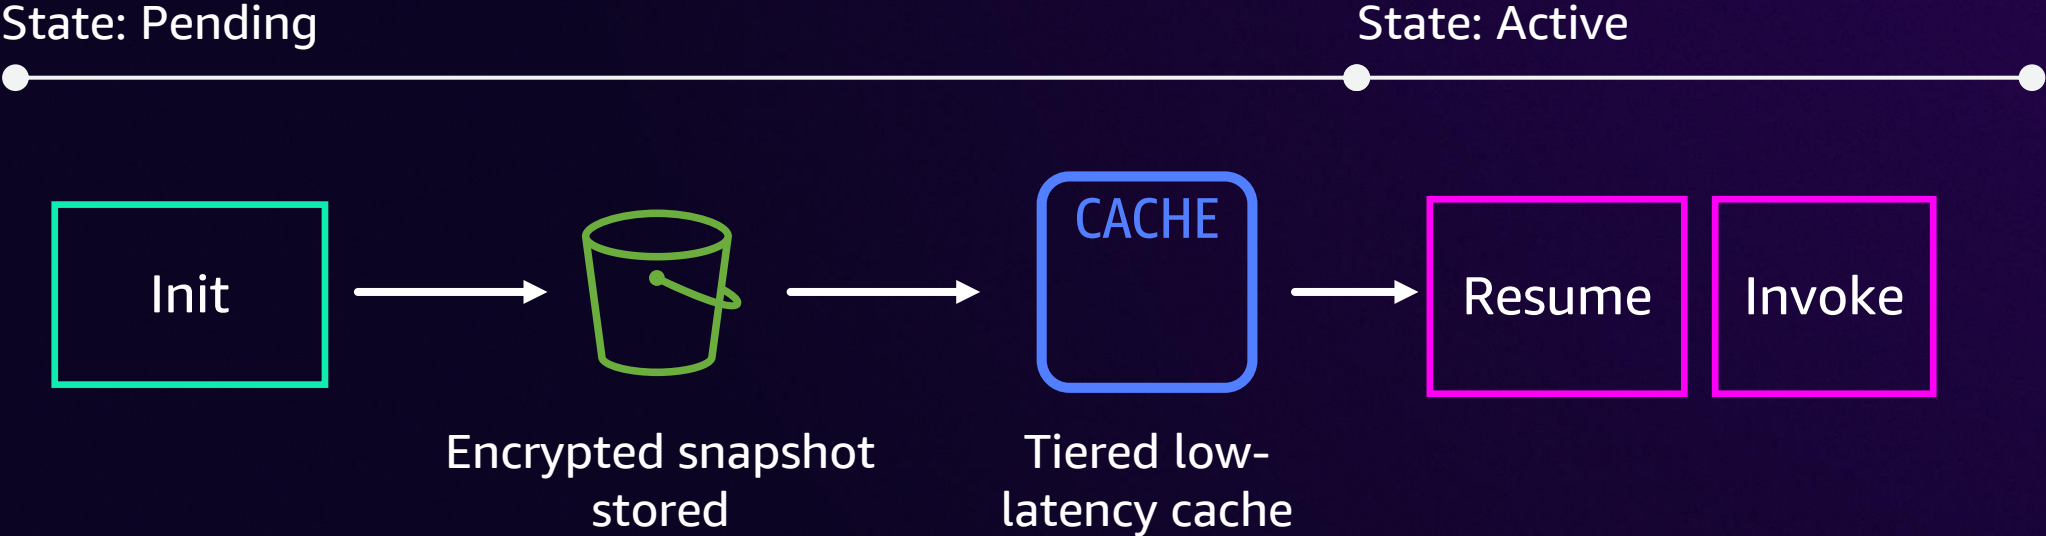 State: Pending
State: Active
Init
CACHE
Resume
Invoke
Encrypted snapshot
stored
Tiered low-
latency cache